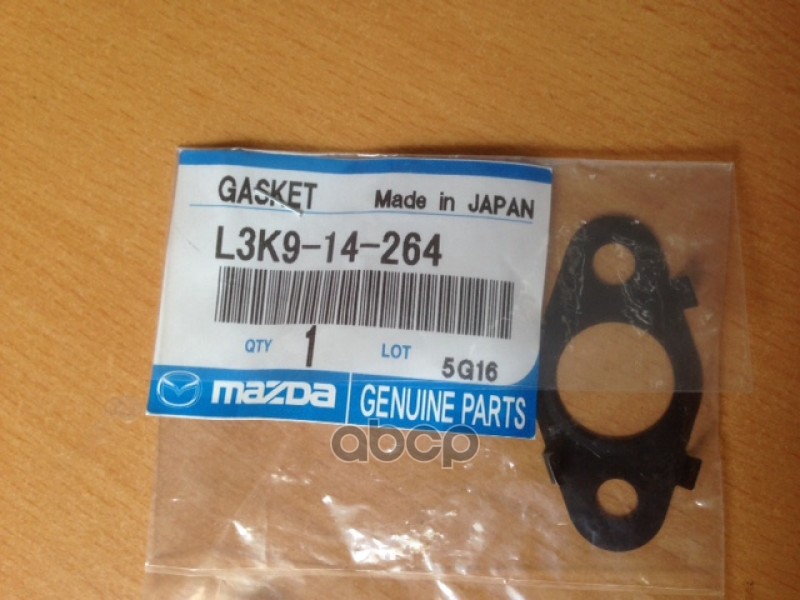 GASKET Made in JAPAN
L3K9-14-264
QTY 1 LOT 5G16
mazda GENUINE PARTS
abcp